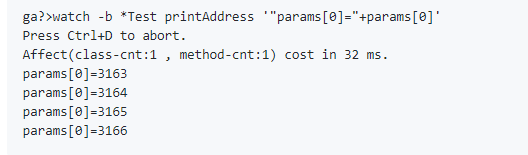 ga?>watch -b *Test printAddress '"params[0]="+params[0]'
Press Ctrl+D to abort.
Affect(class-cnt:1 , method-cnt:1) cost in 32 ms.
params[0]=3163
params[0]=3164
params[0]=3165
params[0]=3166